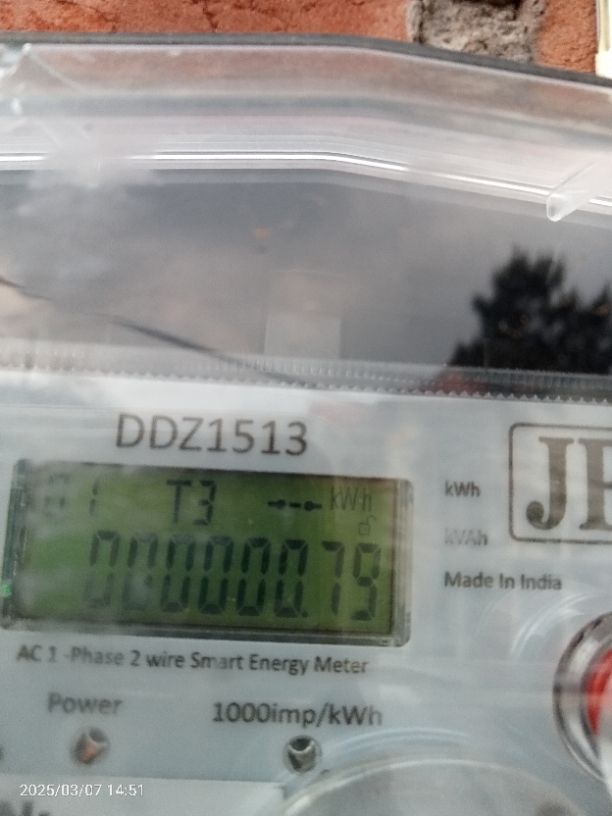 DDZ1513
01 T3 kWh
000000.79
kWh
kVAh
Made In India
AC 1 -Phase 2 wire Smart Energy Meter
Power
1000imp/kWh
2025/03/07 14:51